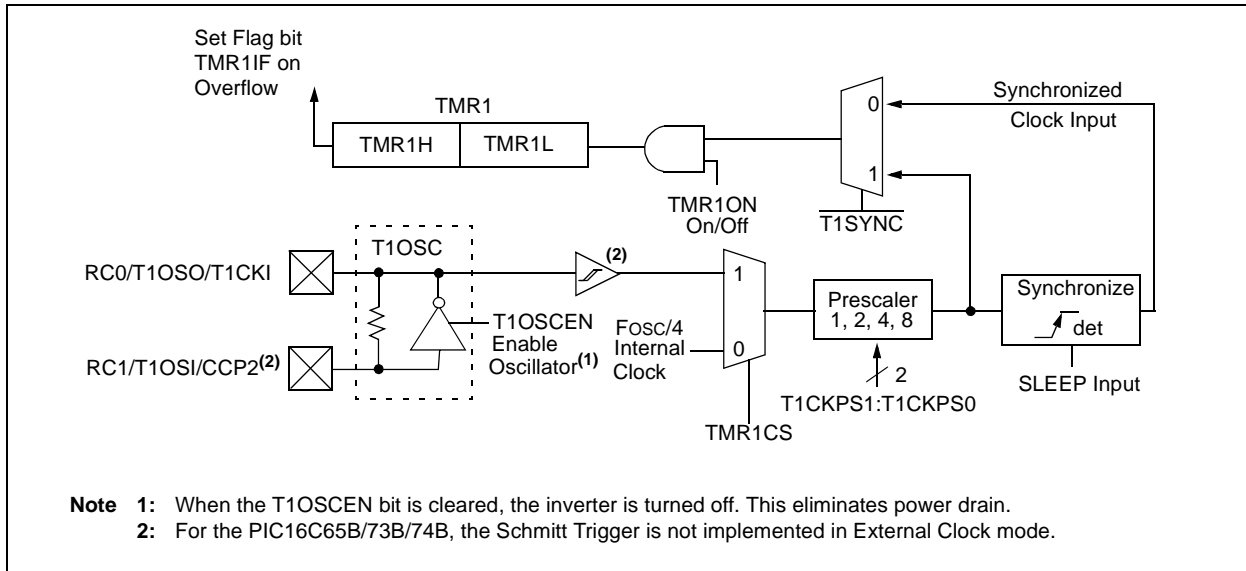 Set Flag bit
TMR1IF on
Overflow
TMR1
TMR1H TMR1L
TMR1ON
On/Off
0
1
T1SYNC
Synchronized
Clock Input
RC0/T1OSO/T1CKI
T1OSC
(2)
RC1/T1OSI/CCP2(2)
T1OSCEN
Enable
Oscillator(1)
FOSC/4
Internal
Clock
1
0
TMR1CS
Prescaler
1, 2, 4, 8
2
T1CKPS1:T1CKPS0
Synchronize
det
SLEEP Input
Note 1: When the T1OSCEN bit is cleared, the inverter is turned off. This eliminates power drain.
2: For the PIC16C65B/73B/74B, the Schmitt Trigger is not implemented in External Clock mode.